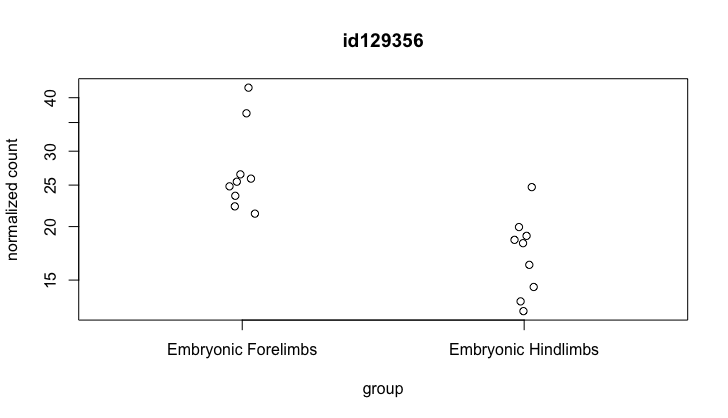 id129356
normalized count
40
30
25
20
15
Embryonic Forelimbs
Embryonic Hindlimbs
group